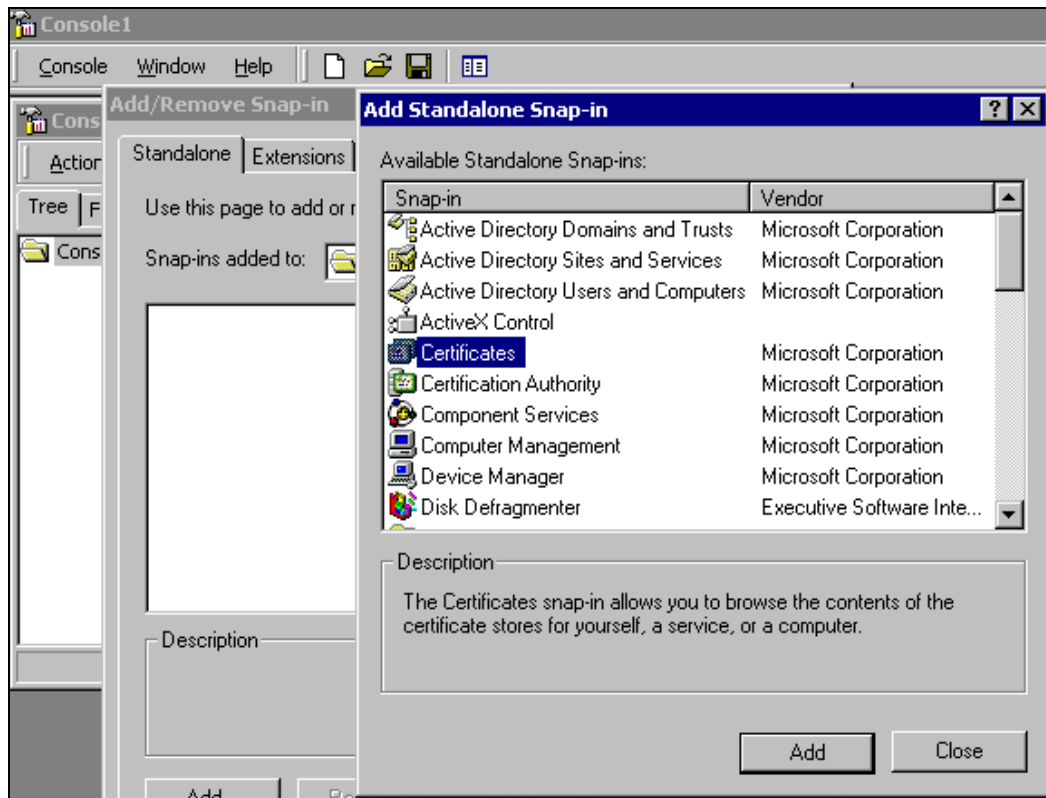 Console1
Console Window Help
Cons
Action
Tree F
Cons
Add/Remove Snap-in
Standalone Extensions
Use this page to add or r
Snap-ins added to:
Description
Add Standalone Snap-in
Available Standalone Snap-ins:
Snap-in Vendor
Active Directory Domains and Trusts Microsoft Corporation
Active Directory Sites and Services Microsoft Corporation
Active Directory Users and Computers Microsoft Corporation
ActiveX Control
Certificates Microsoft Corporation
Certification Authority Microsoft Corporation
Component Services Microsoft Corporation
Computer Management Microsoft Corporation
Device Manager Microsoft Corporation
Disk Defragmenter Executive Software Inte...
Description
The Certificates snap-in allows you to browse the contents of the
certificate stores for yourself, a service, or a computer.
Add Close
Add